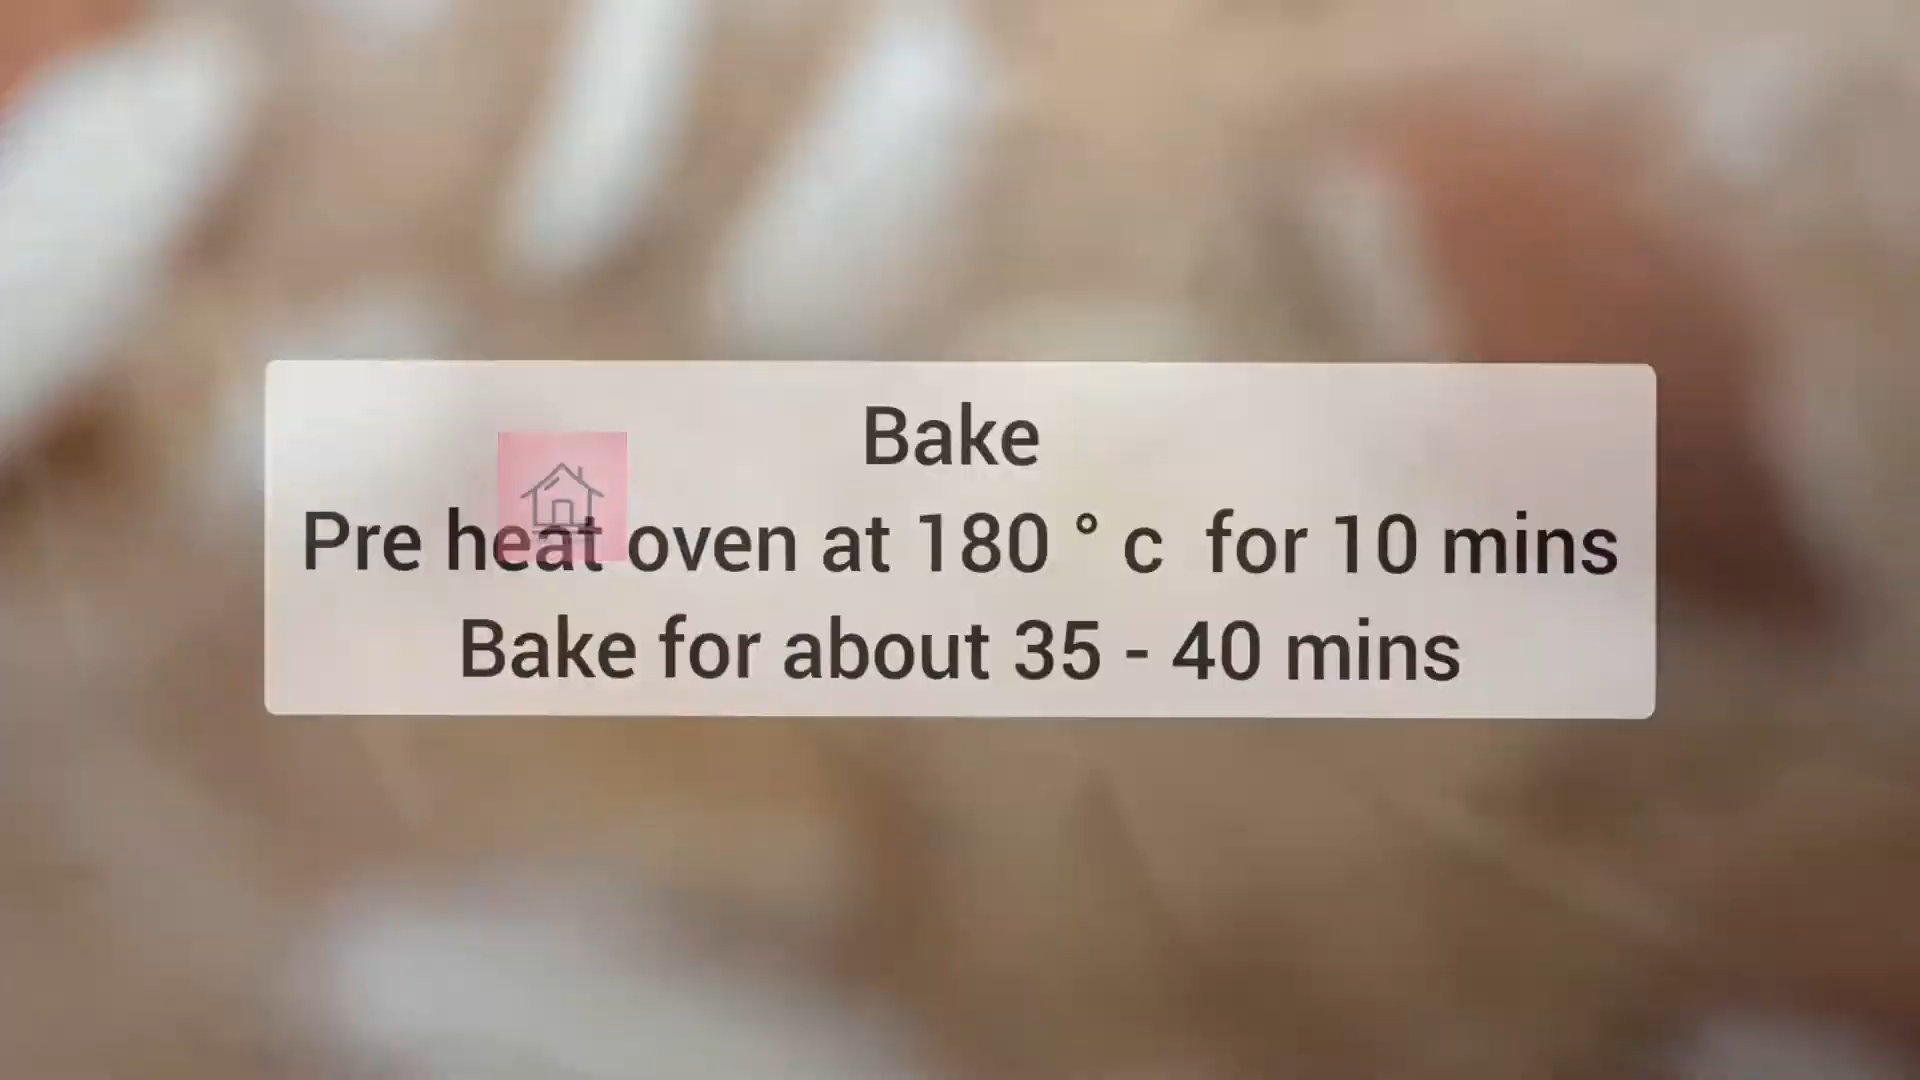 Bake
Pre heat oven at 180 ° c for 10 mins
Bake for about 35 - 40 mins